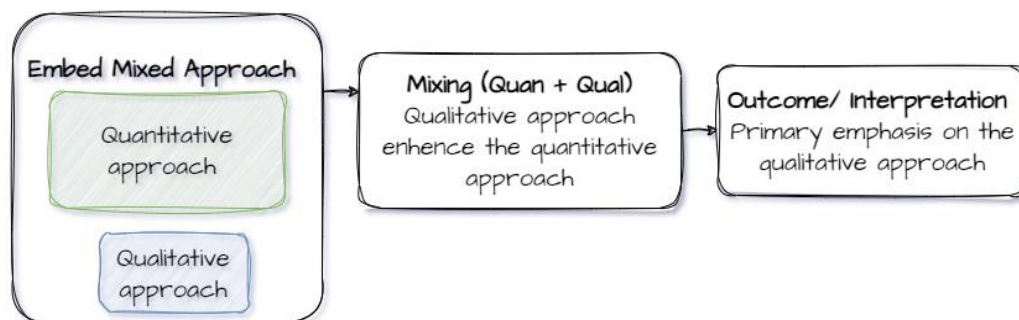 Embed Mixed Approach
Quantitative
approach
Qualitative
approach
Mixing (Quan + Qual)
Qualitative approach
enhence the quantitative
approach
Outcome/ Interpretation
Primary emphasis on the
qualitative approach